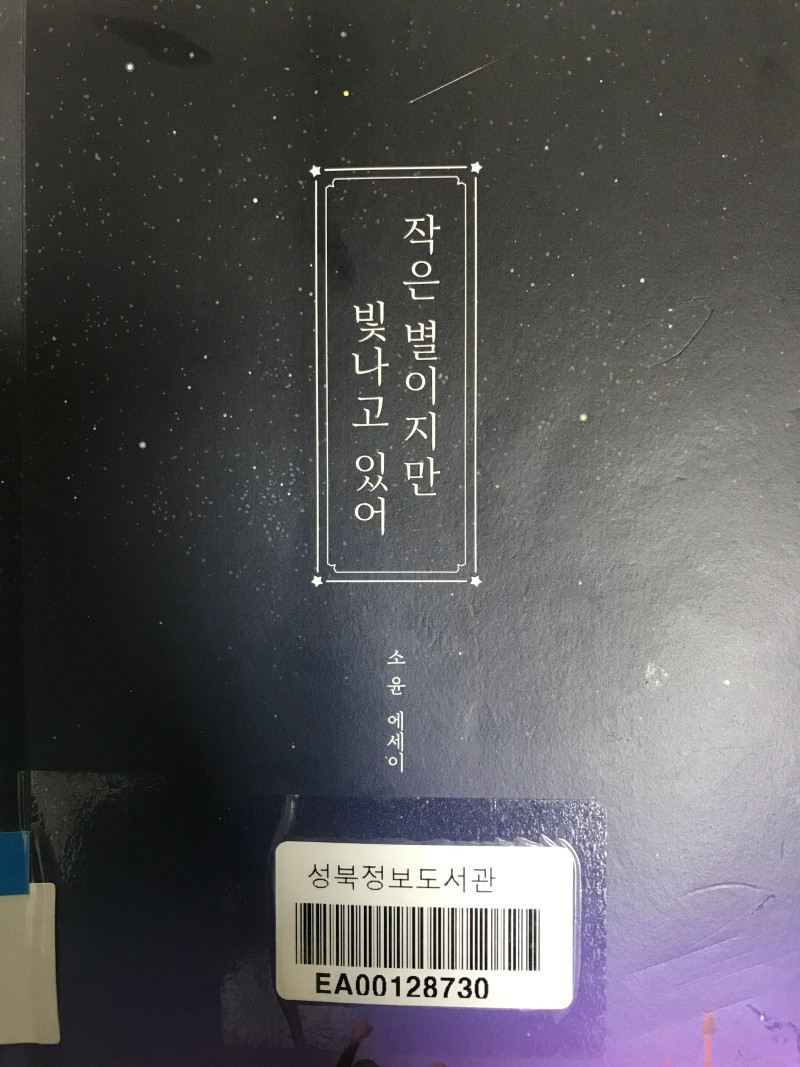 작은 별이지만
빛나고 있어
소윤 에세이
성북정보도서관
EA00128730